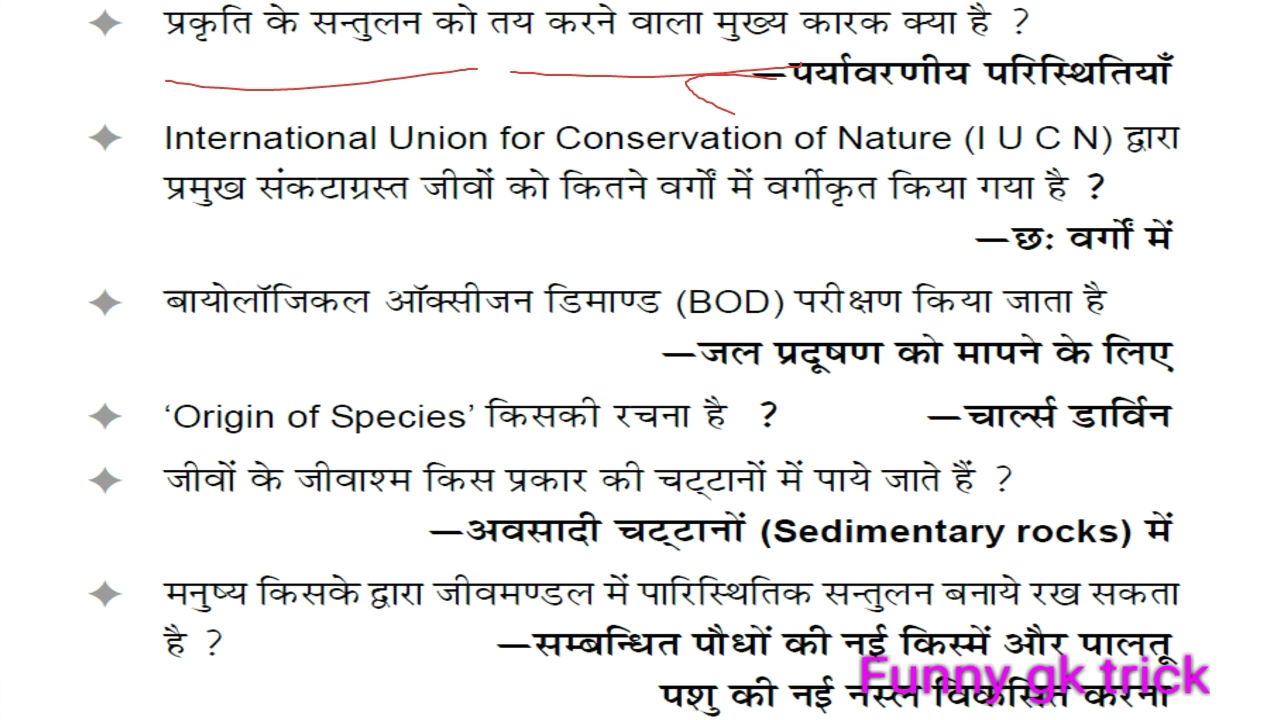 प्रकृति के सन्तुलन को तय करने वाला मुख्य कारक क्या है ?
—पर्यावरणीय परिस्थितियाँ
International Union for Conservation of Nature (I U C N) द्वारा
प्रमुख संकटाग्रस्त जीवों को कितने वर्गों में वर्गीकृत किया गया है ?
—छः वर्गों में
बायोलॉजिकल ऑक्सीजन डिमाण्ड (BOD) परीक्षण किया जाता है
—जल प्रदूषण को मापने के लिए
‘Origin of Species’ किसकी रचना है ? —चार्ल्स डार्विन
जीवों के जीवाश्म किस प्रकार की चट्टानों में पाये जाते हैं ?
—अवसादी चट्टानों (Sedimentary rocks) में
मनुष्य किसके द्वारा जीवमण्डल में पारिस्थितिक सन्तुलन बनाये रख सकता
है ? —सम्बन्धित पौधों की नई किस्में और पालतू
पशु की नई नस्ल विकसित करना
Funny gk trick